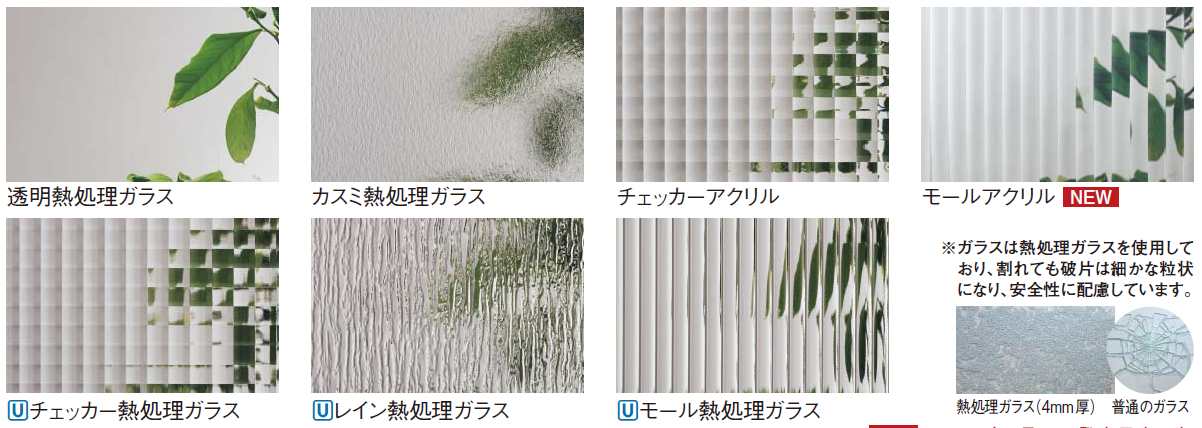 透明熱処理ガラス
カスミ熱処理ガラス
チェッカーアクリル
モールアクリル NEW
U チェッカー熱処理ガラス
U レイン熱処理ガラス
U モール熱処理ガラス
※ガラスは熱処理ガラスを使用して
おり、割れても破片は細かな粒状
になり、安全性に配慮しています。
熱処理ガラス(4mm厚)
普通のガラス